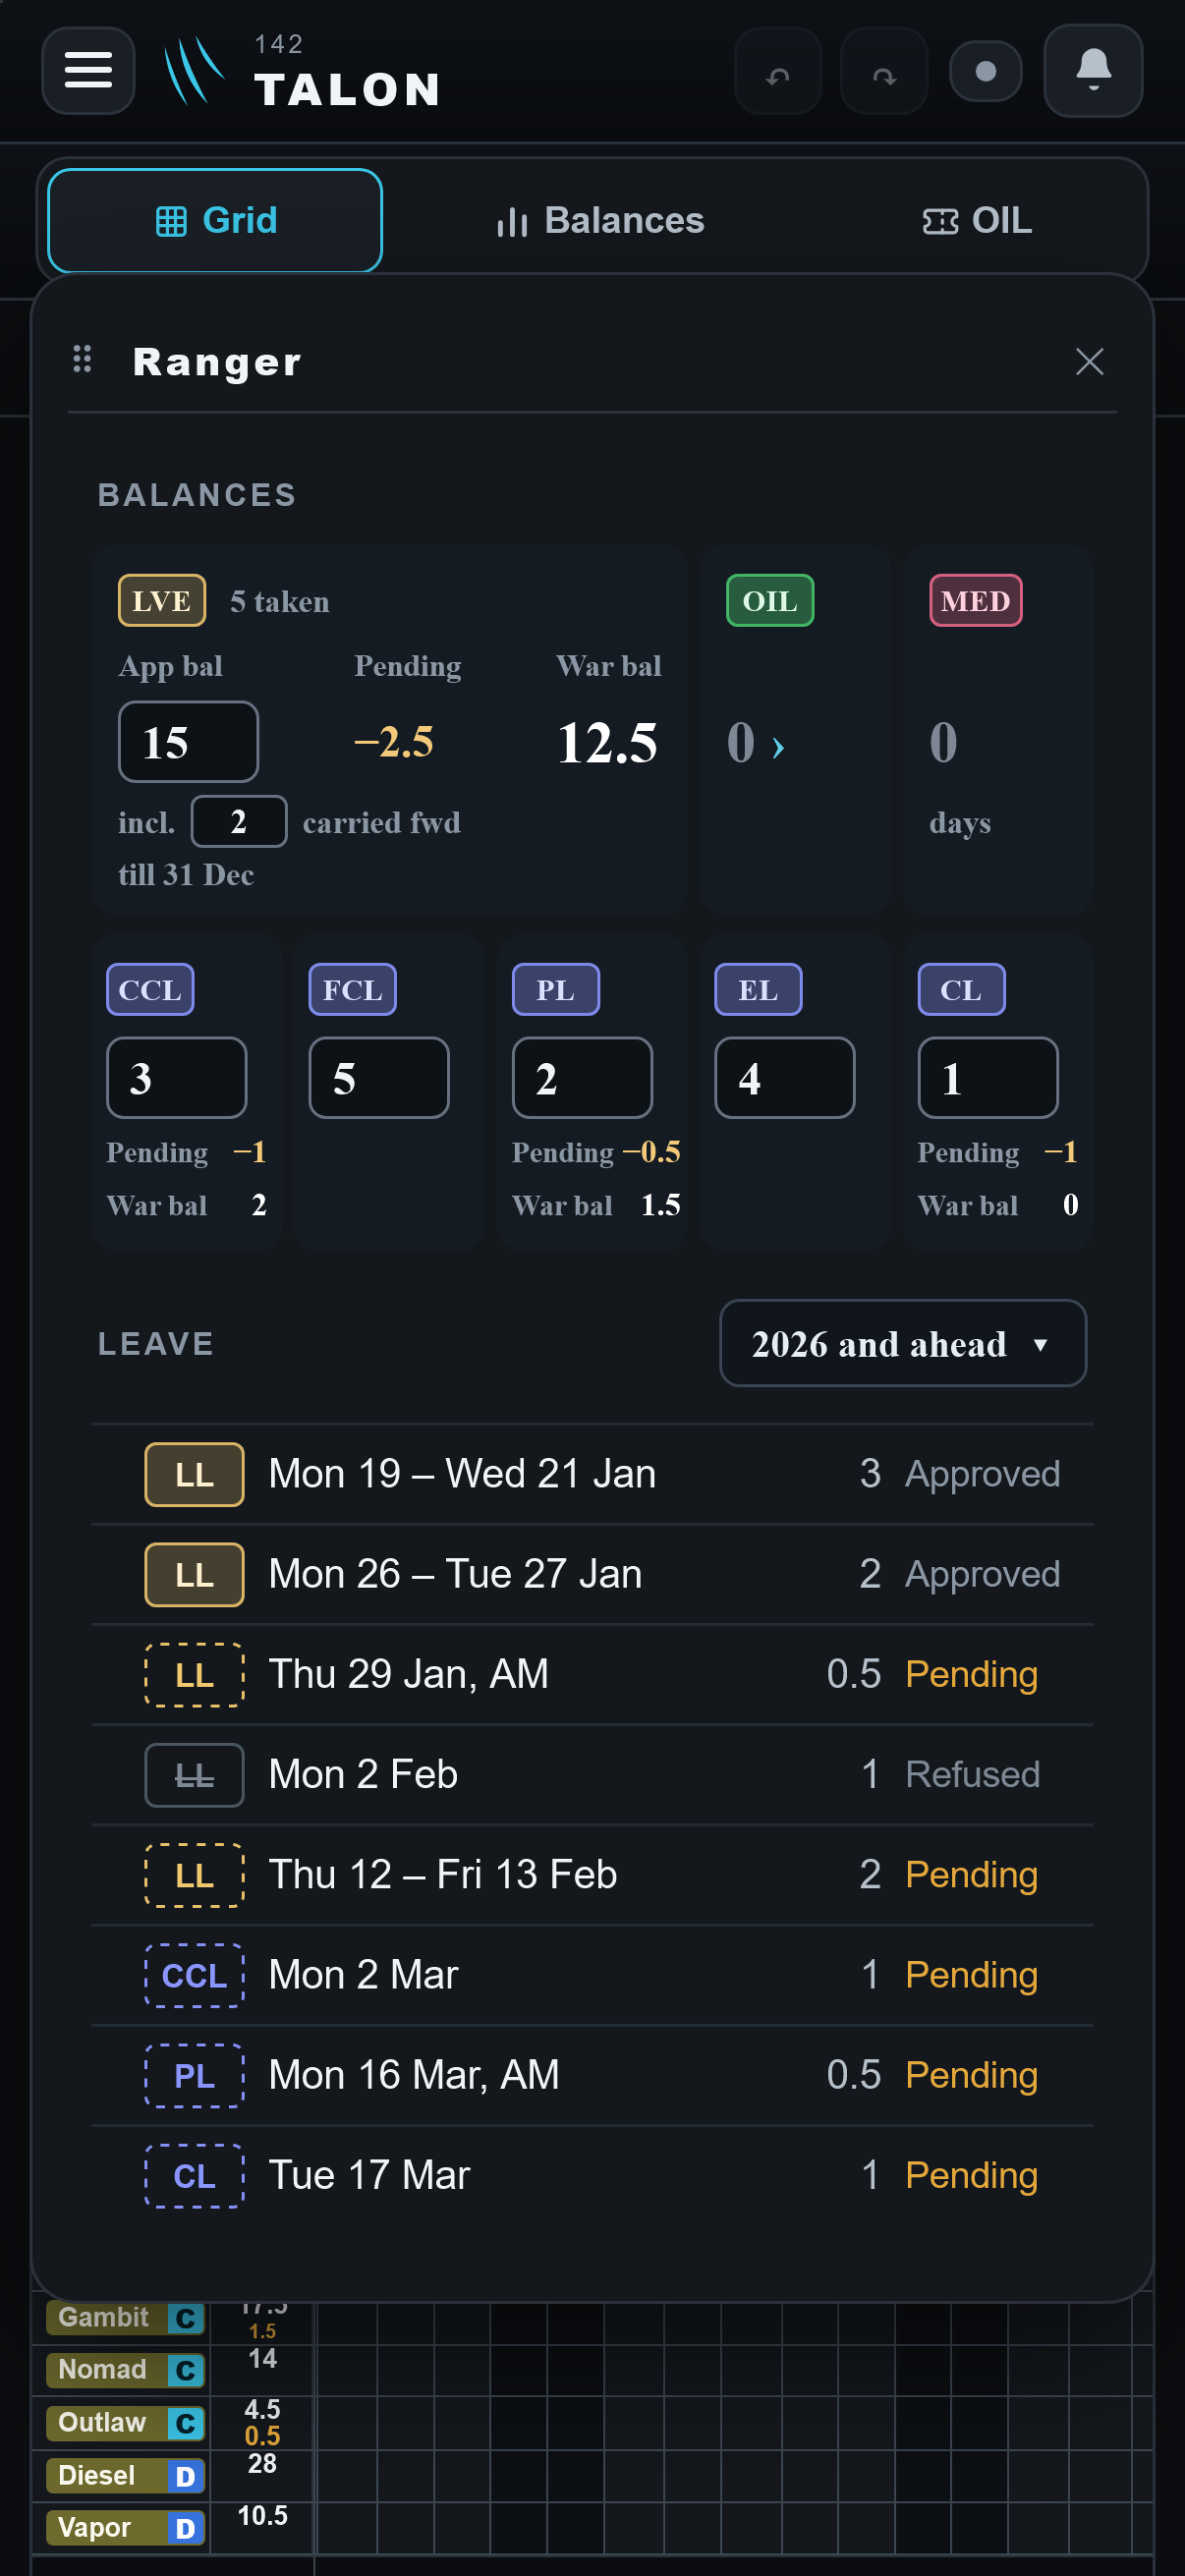 142
TALON
Grid Balances OIL
Ranger
BALANCES
LVE 5 taken OIL MED
App bal Pending War bal
15 −2.5 12.5 0 › 0
incl. 2 carried fwd days
till 31 Dec
CCL FCL PL EL CL
3 5 2 4 1
Pending −1 Pending −0.5 Pending −1
War bal 2 War bal 1.5 War bal 0
LEAVE 2026 and ahead ▾
LL Mon 19 – Wed 21 Jan 3 Approved
LL Mon 26 – Tue 27 Jan 2 Approved
LL Thu 29 Jan, AM 0.5 Pending
LL Mon 2 Feb 1 Refused
LL Thu 12 – Fri 13 Feb 2 Pending
CCL Mon 2 Mar 1 Pending
PL Mon 16 Mar, AM 0.5 Pending
CL Tue 17 Mar 1 Pending
Gambit C 17.5
1.5
Nomad C 14
Outlaw C 4.5
0.5
Diesel D 28
Vapor D 10.5